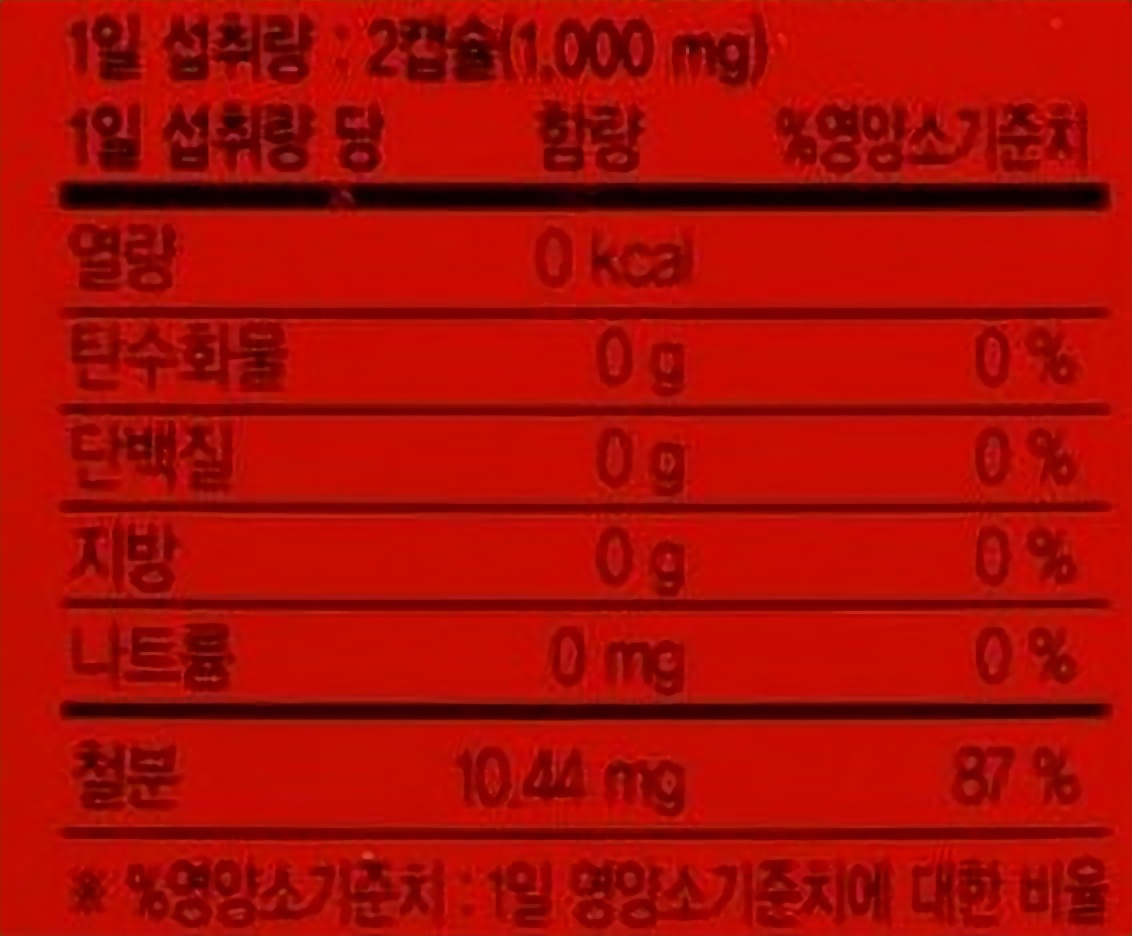 1일 섭취량 : 2캡슐(1,000 mg)
1일 섭취량 당 함량 %영양소기준치
열량 0 kcal
탄수화물 0 g 0 %
단백질 0 g 0 %
지방 0 g 0 %
나트륨 0 mg 0 %
철분 10.44 mg 87 %
※ %영양소기준치 : 1일 영양소기준치에 대한 비율